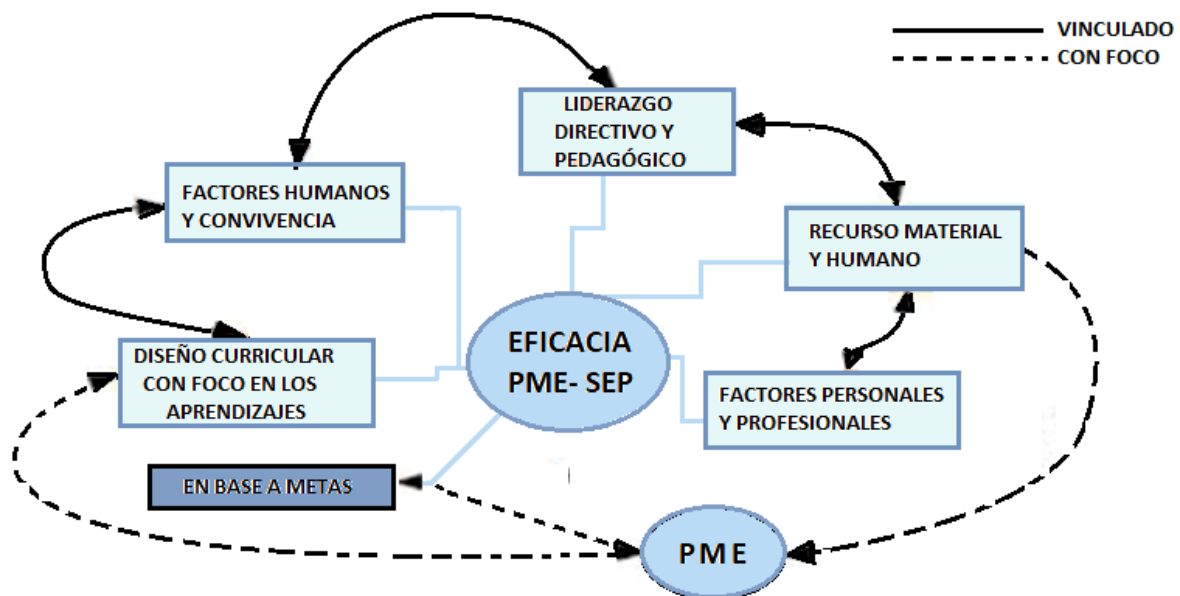 VINCULADO
CON FOCO
LIDERAZGO
DIRECTIVO Y
PEDAGÓGICO
FACTORES HUMANOS
Y CONVIVENCIA
RECURSO MATERIAL
Y HUMANO
EFICACIA
PME- SEP
DISEÑO CURRICULAR
CON FOCO EN LOS
APRENDIZAJES
FACTORES PERSONALES
Y PROFESIONALES
EN BASE A METAS
PME